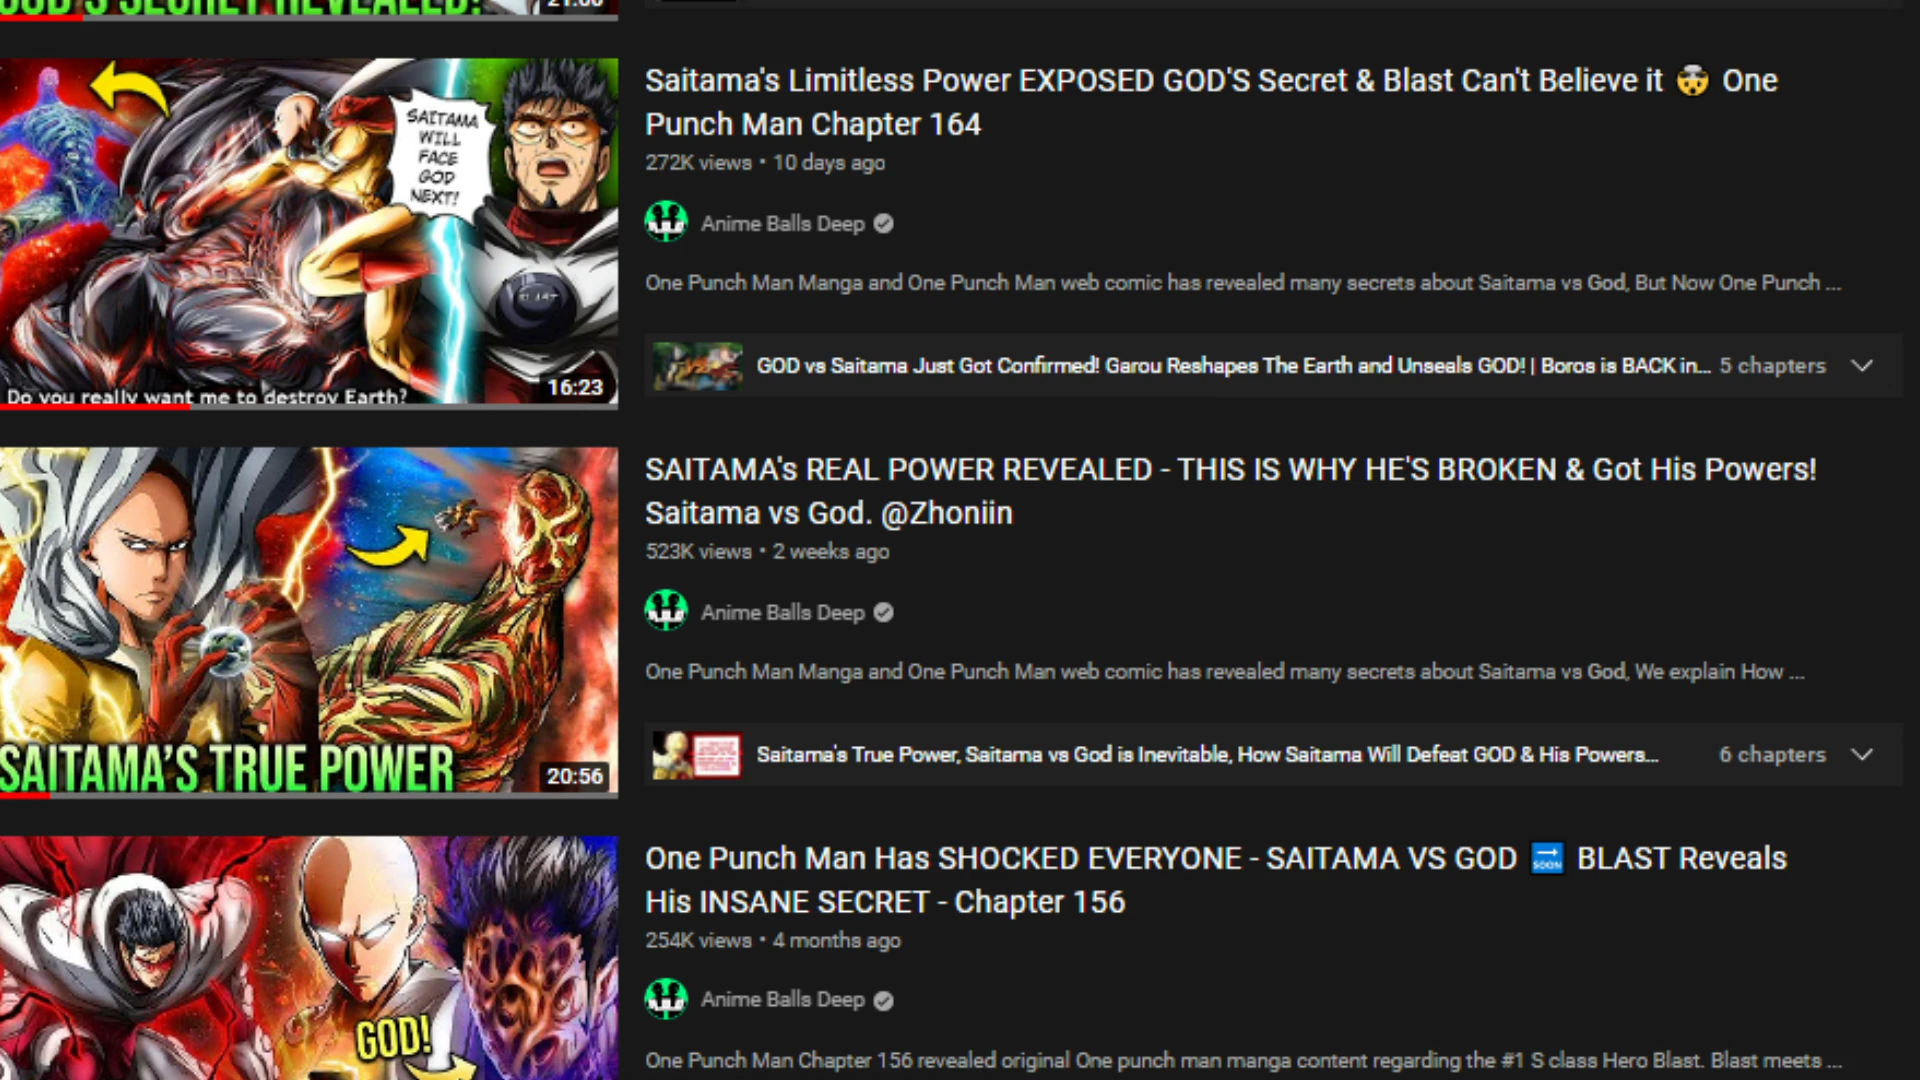 GOD'S SECRET REVEALED!
21:00
SAITAMA
WILL
FACE
GOD
NEXT!
BLAST
Do you really want me to destroy Earth?
16:23
Saitama's Limitless Power EXPOSED GOD'S Secret & Blast Can't Believe it 🤯 One
Punch Man Chapter 164
272K views • 10 days ago
Anime Balls Deep
One Punch Man Manga and One Punch Man web comic has revealed many secrets about Saitama vs God, But Now One Punch ...
GOD vs Saitama Just Got Confirmed! Garou Reshapes The Earth and Unseals GOD! | Boros is BACK in... 5 chapters
SAITAMA'S TRUE POWER
20:56
SAITAMA's REAL POWER REVEALED - THIS IS WHY HE'S BROKEN & Got His Powers!
Saitama vs God. @Zhoniin
523K views • 2 weeks ago
Anime Balls Deep
One Punch Man Manga and One Punch Man web comic has revealed many secrets about Saitama vs God, We explain How ...
Saitama's True Power, Saitama vs God is Inevitable, How Saitama Will Defeat GOD & His Powers... 6 chapters
GOD!
One Punch Man Has SHOCKED EVERYONE - SAITAMA VS GOD 🔜 BLAST Reveals
His INSANE SECRET - Chapter 156
254K views • 4 months ago
Anime Balls Deep
One Punch Man Chapter 156 revealed original One punch man manga content regarding the #1 S class Hero Blast. Blast meets ...